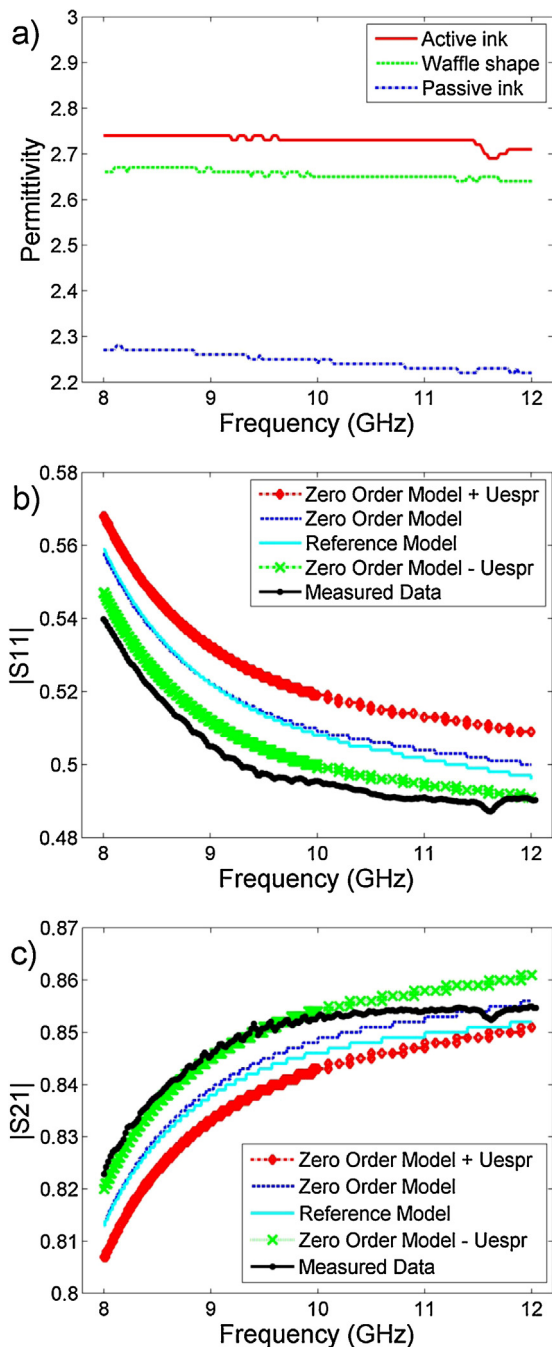 a)
3
2.9
2.8
2.7
2.6
2.5
2.4
2.3
2.2
Permittivity
Active ink
Waffle shape
Passive ink
8 9 10 11 12
Frequency (GHz)
b)
0.58
0.56
0.54
0.52
0.5
0.48
|S11|
Zero Order Model + Uespr
Zero Order Model
Reference Model
Zero Order Model - Uespr
Measured Data
8 9 10 11 12
Frequency (GHz)
c)
0.87
0.86
0.85
0.84
0.83
0.82
0.81
0.8
|S21|
Zero Order Model + Uespr
Zero Order Model
Reference Model
Zero Order Model - Uespr
Measured Data
8 9 10 11 12
Frequency (GHz)